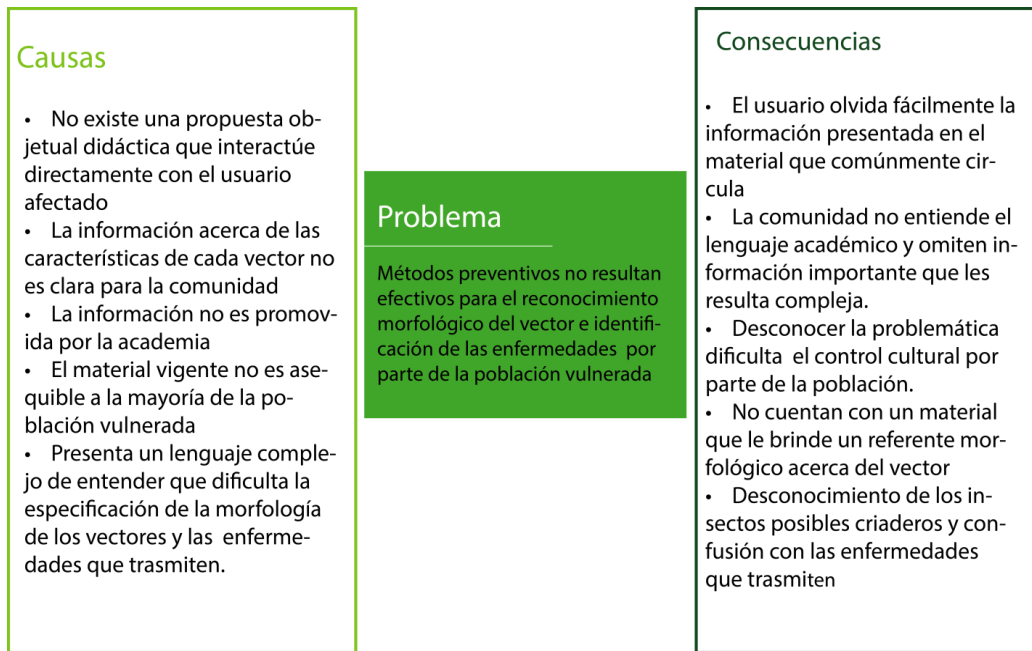 Causas
• No existe una propuesta ob-
jetual didáctica que interactúe
directamente con el usuario
afectado
• La información acerca de las
características de cada vector no
es clara para la comunidad
• La información no es promov-
ida por la academia
• El material vigente no es ase-
quible a la mayoría de la po-
blación vulnerada
• Presenta un lenguaje comple-
jo de entender que dificulta la
especificación de la morfología
de los vectores y las enferme-
dades que trasmiten.
Problema
Métodos preventivos no resultan
efectivos para el reconocimiento
morfológico del vector e identifi-
cación de las enfermedades por
parte de la población vulnerada
Consecuencias
• El usuario olvida fácilmente la
información presentada en el
material que comúnmente cir-
cula
• La comunidad no entiende el
lenguaje académico y omiten in-
formación importante que les
resulta compleja.
• Desconocer la problemática
dificulta el control cultural por
parte de la población.
• No cuentan con un material
que le brinde un referente mor-
fológico acerca del vector
• Desconocimiento de los in-
sectos posibles criaderos y con-
fusión con las enfermedades
que trasmiten